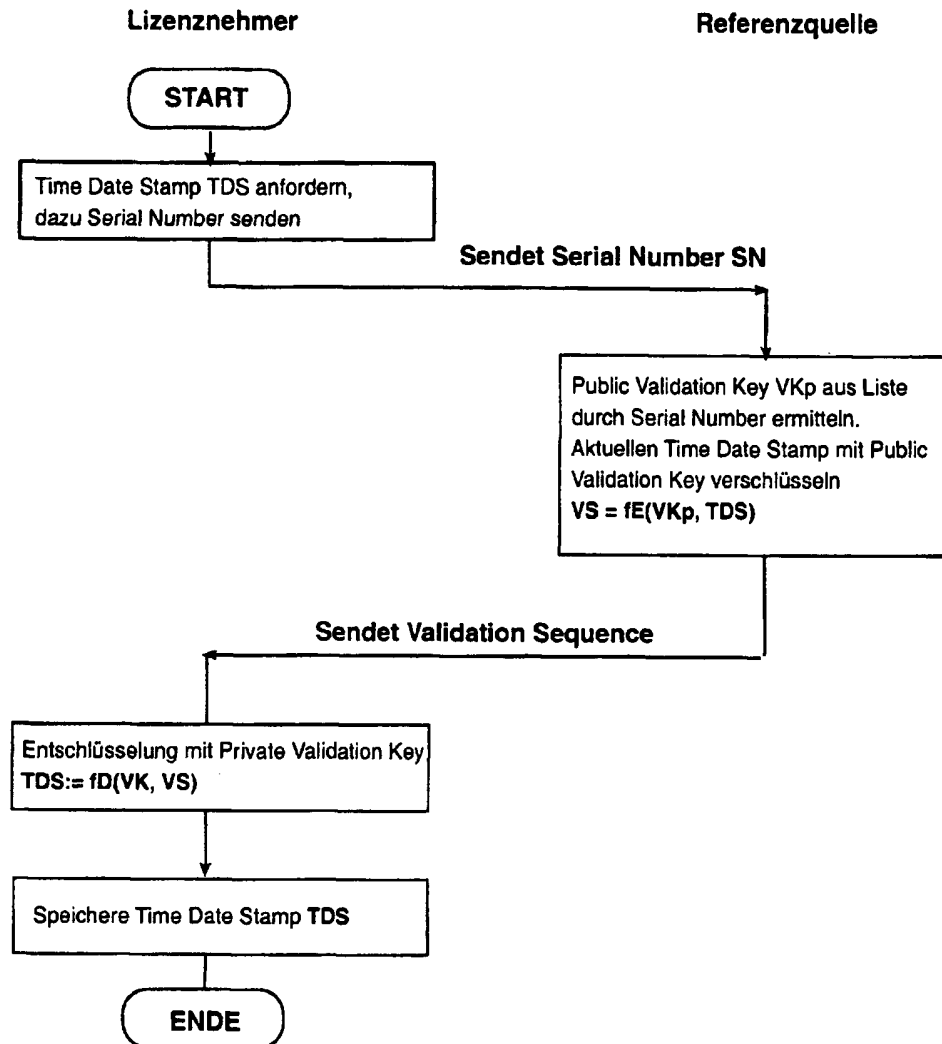 Lizenznehmer
Referenzquelle
START
Time Date Stamp TDS anfordern,
dazu Serial Number senden
Sendet Serial Number SN
Public Validation Key VKp aus Liste
durch Serial Number ermitteln.
Aktuellen Time Date Stamp mit Public
Validation Key verschlüsseln
VS = fE(VKp, TDS)
Sendet Validation Sequence
Entschlüsselung mit Private Validation Key
TDS:= fD(VK, VS)
Speichere Time Date Stamp TDS
ENDE